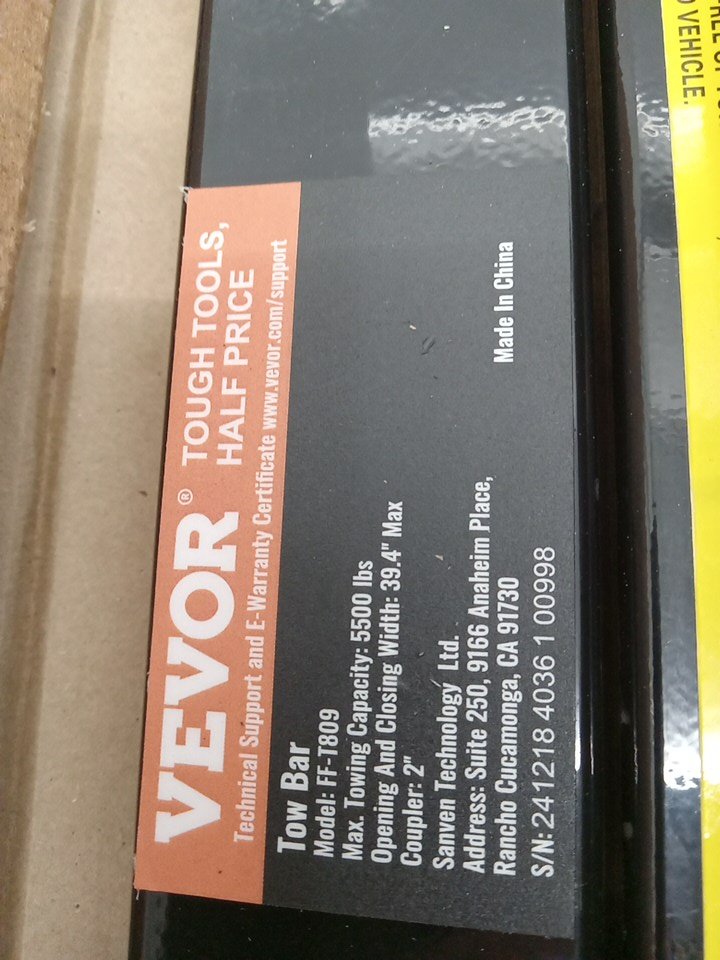 VEVOR® TOUGH TOOLS,
HALF PRICE
Technical Support and E-Warranty Certificate www.vevor.com/support
Tow Bar
Model: FF-T809
Max. Towing Capacity: 5500 lbs
Opening And Closing Width: 39.4" Max
Coupler: 2"
Sanven Technology Ltd.
Address: Suite 250, 9166 Anaheim Place,
Rancho Cucamonga, CA 91730
Made In China
S/N: 241218 4036 1 00998
VEHICLE.